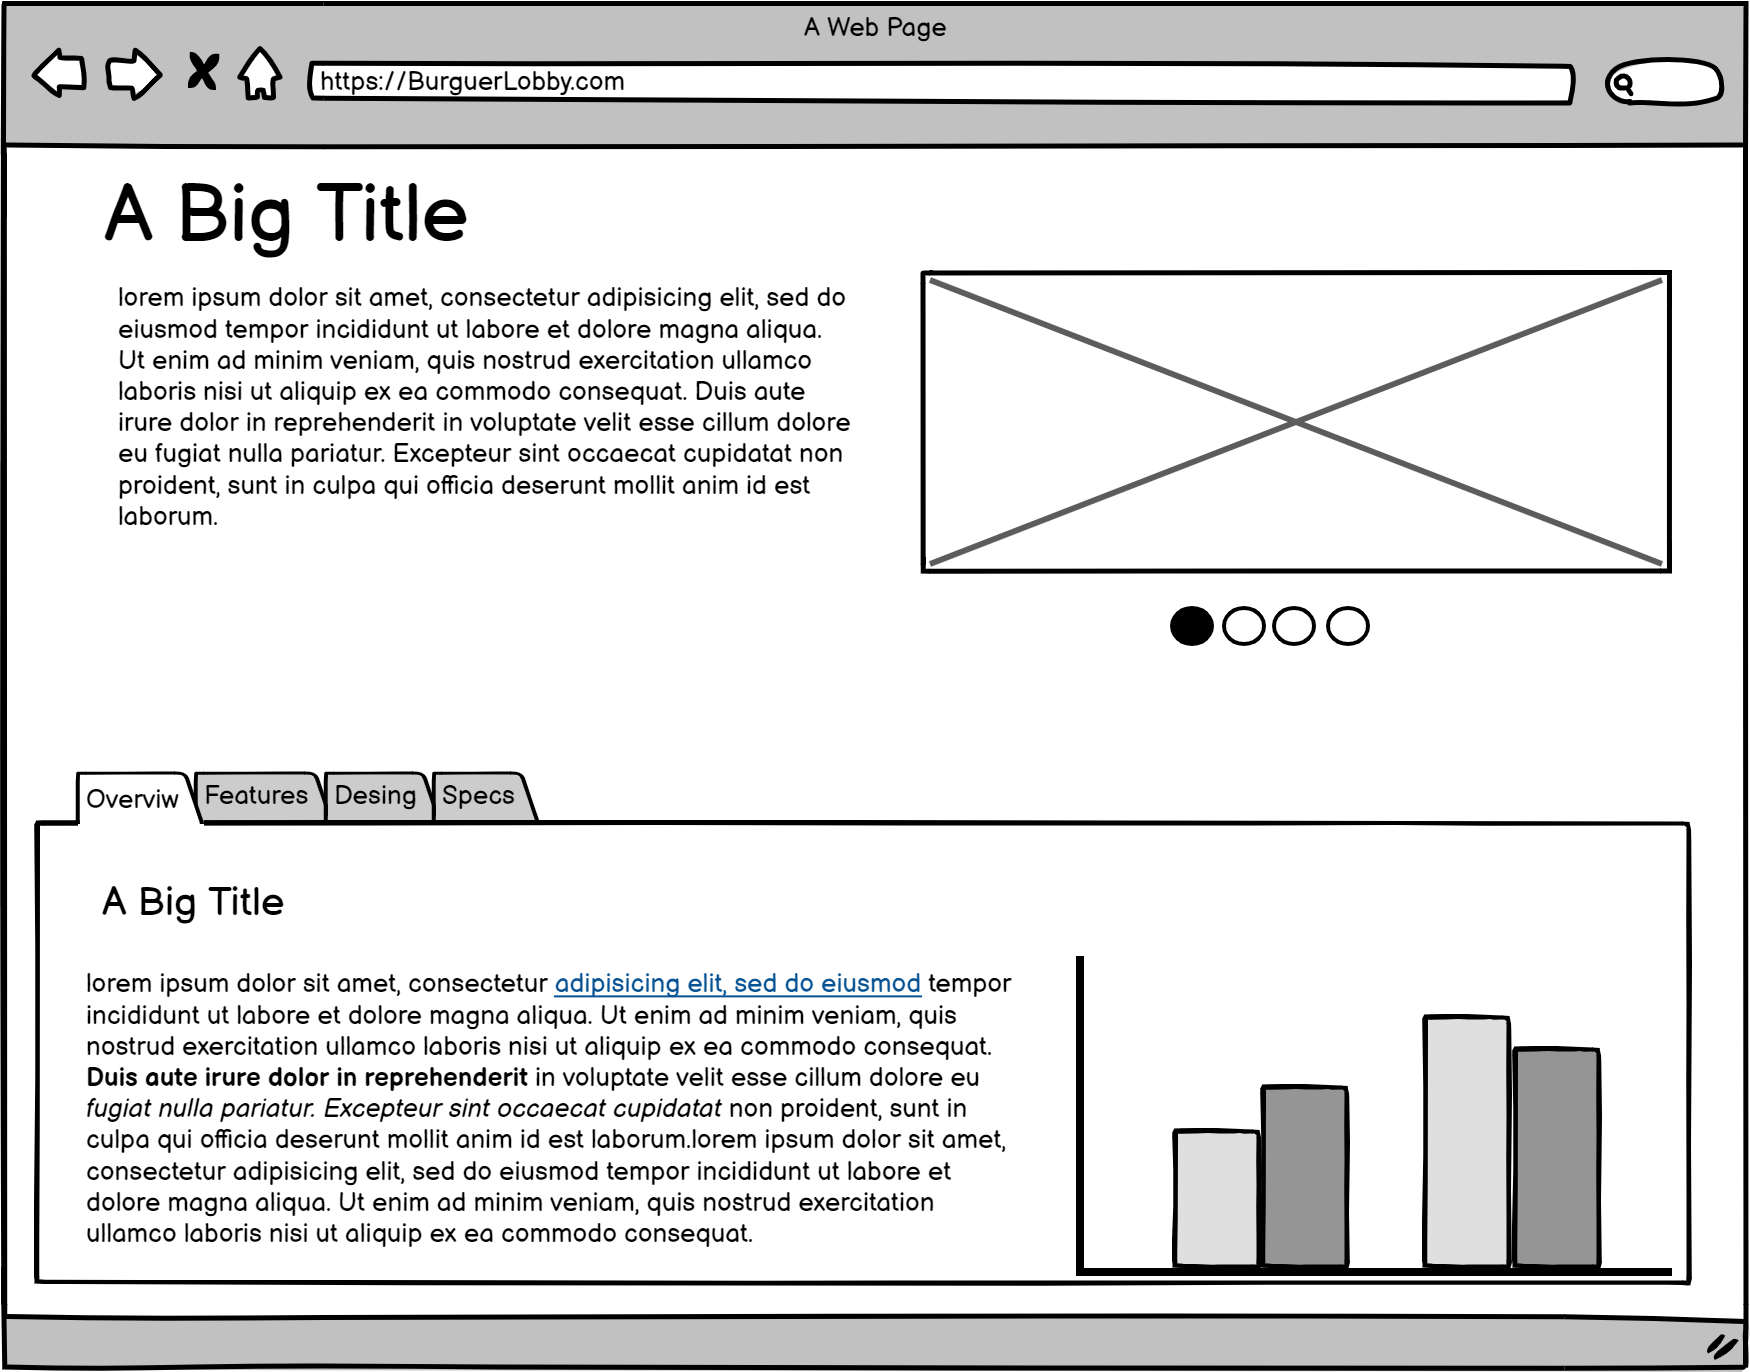 A Web Page
https://BurguerLobby.com
A Big Title
lorem ipsum dolor sit amet, consectetur adipisicing elit, sed do
eiusmod tempor incididunt ut labore et dolore magna aliqua.
Ut enim ad minim veniam, quis nostrud exercitation ullamco
laboris nisi ut aliquip ex ea commodo consequat. Duis aute
irure dolor in reprehenderit in voluptate velit esse cillum dolore
eu fugiat nulla pariatur. Excepteur sint occaecat cupidatat non
proident, sunt in culpa qui officia deserunt mollit anim id est
laborum.
Overviw Features Desing Specs
A Big Title
lorem ipsum dolor sit amet, consectetur adipisicing elit, sed do eiusmod tempor
incididunt ut labore et dolore magna aliqua. Ut enim ad minim veniam, quis
nostrud exercitation ullamco laboris nisi ut aliquip ex ea commodo consequat.
Duis aute irure dolor in reprehenderit in voluptate velit esse cillum dolore eu
fugiat nulla pariatur. Excepteur sint occaecat cupidatat non proident, sunt in
culpa qui officia deserunt mollit anim id est laborum.lorem ipsum dolor sit amet,
consectetur adipisicing elit, sed do eiusmod tempor incididunt ut labore et
dolore magna aliqua. Ut enim ad minim veniam, quis nostrud exercitation
ullamco laboris nisi ut aliquip ex ea commodo consequat.